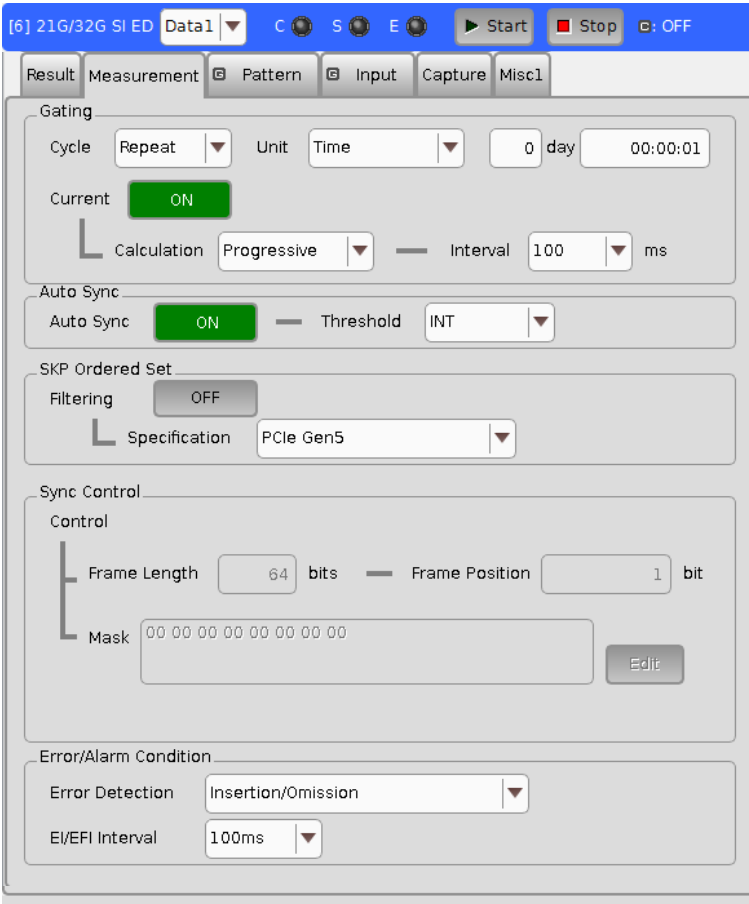 [6] 21G/32G SI ED Data1 C S E Start Stop C: OFF
Result Measurement G Pattern G Input Capture Misc1
Gating
Cycle Repeat Unit Time 0 day 00:00:01
Current ON
Calculation Progressive Interval 100 ms
Auto Sync
Auto Sync ON Threshold INT
SKP Ordered Set
Filtering OFF
Specification PCIe Gen5
Sync Control
Control
Frame Length 64 bits Frame Position 1 bit
Mask 00 00 00 00 00 00 00 00
Edit
Error/Alarm Condition
Error Detection Insertion/Omission
EI/EFI Interval 100ms